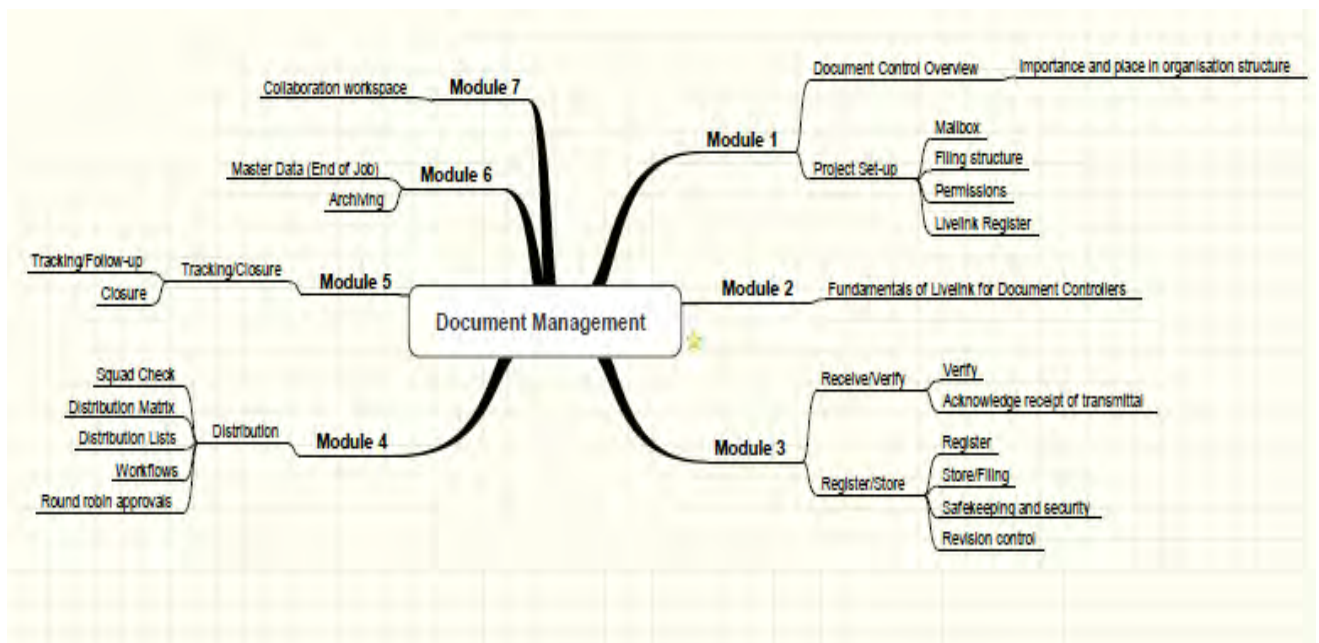 Document Management
Module 1
Document Control Overview
Importance and place in organisation structure
Project Set-up
Mailbox
Filing structure
Permissions
Livelink Register
Module 2
Fundamentals of Livelink for Document Controllers
Module 3
Receive/Verify
Verify
Acknowledge receipt of transmittal
Register/Store
Register
Store/Filing
Safekeeping and security
Revision control
Module 4
Distribution
Squad Check
Distribution Matrix
Distribution Lists
Workflows
Round robin approvals
Module 5
Tracking/Closure
Tracking/Follow-up
Closure
Module 6
Master Data (End of Job)
Archiving
Module 7
Collaboration workspace